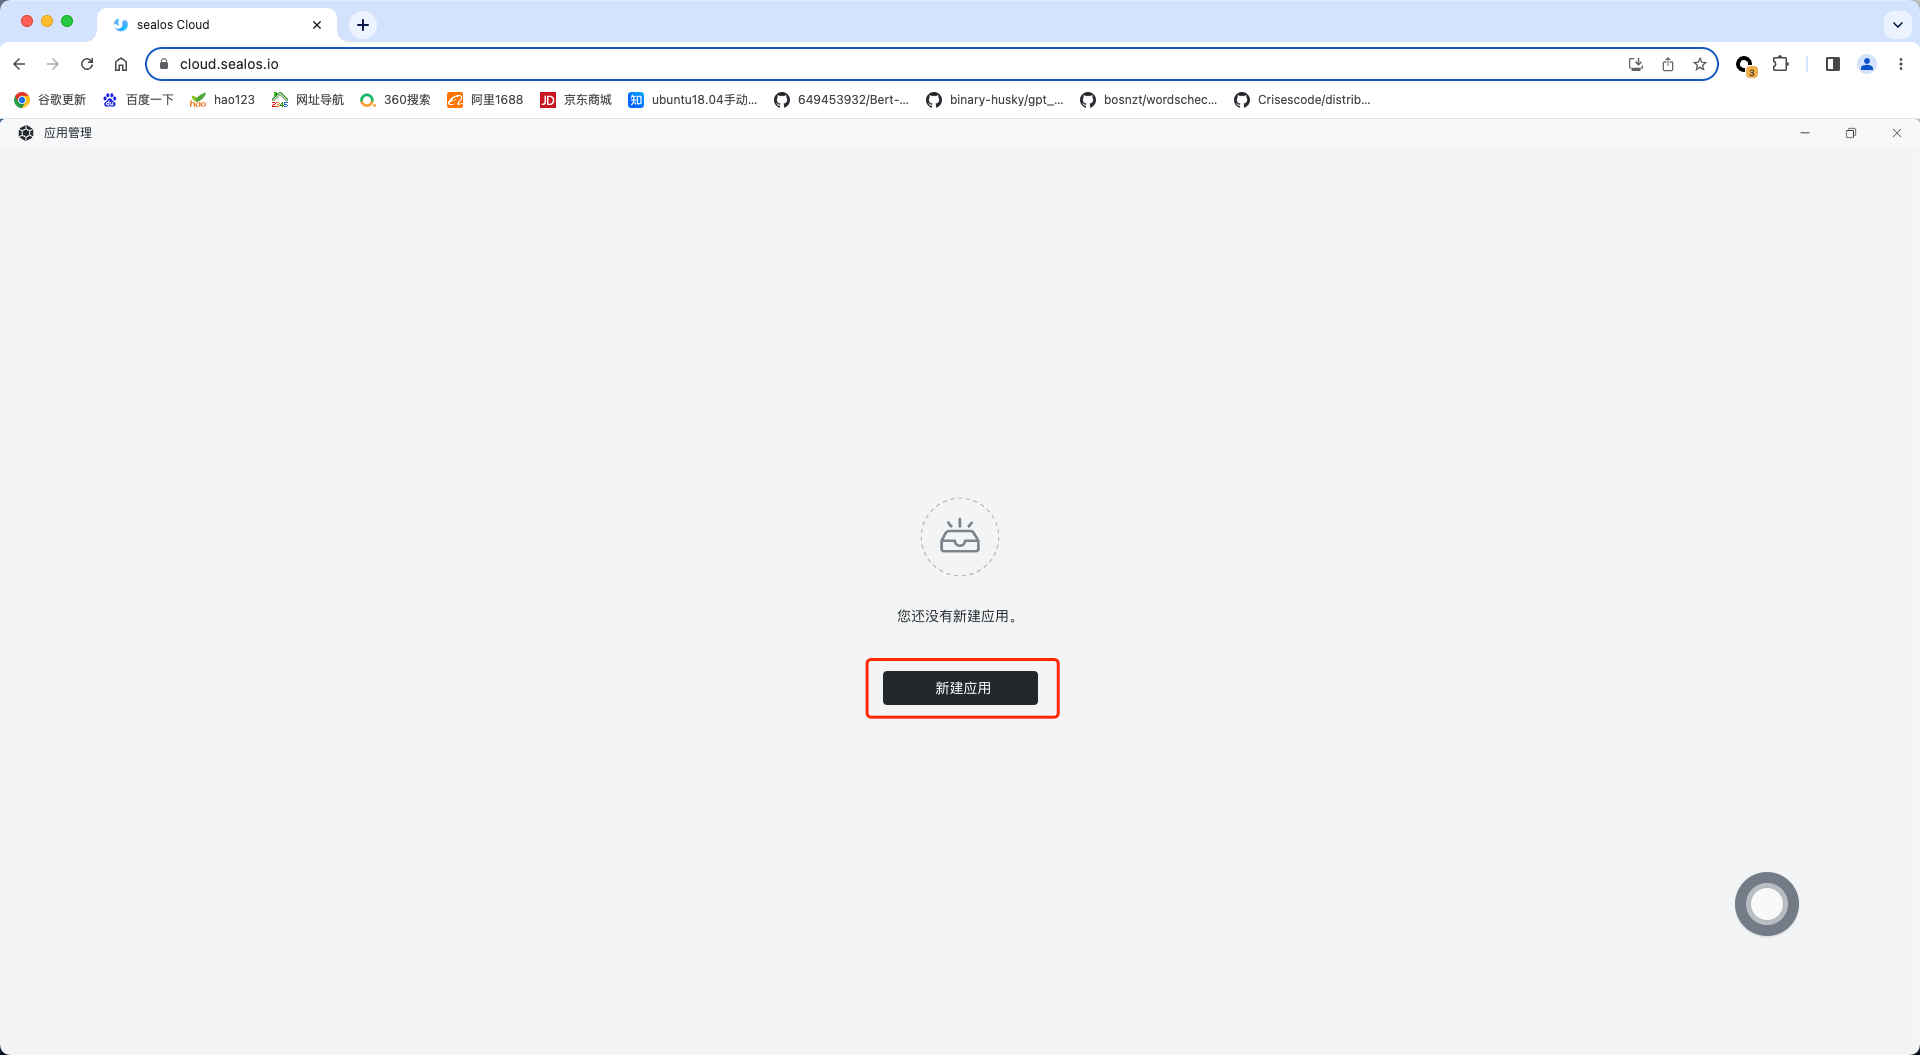 sealos Cloud
cloud.sealos.io
3
谷歌更新 百度一下 hao123 网址导航 360搜索 阿里1688 JD 京东商城 知 ubuntu18.04手动... 649453932/Bert-... binary-husky/gpt_... bosnzt/wordschec... Crisescode/distrib...
应用管理
您还没有新建应用。
新建应用